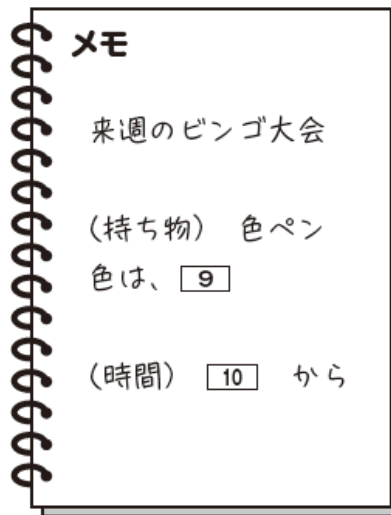 メモ
来週のビンゴ大会
(持ち物) 色ペン
色は、 9
(時間) 10 から